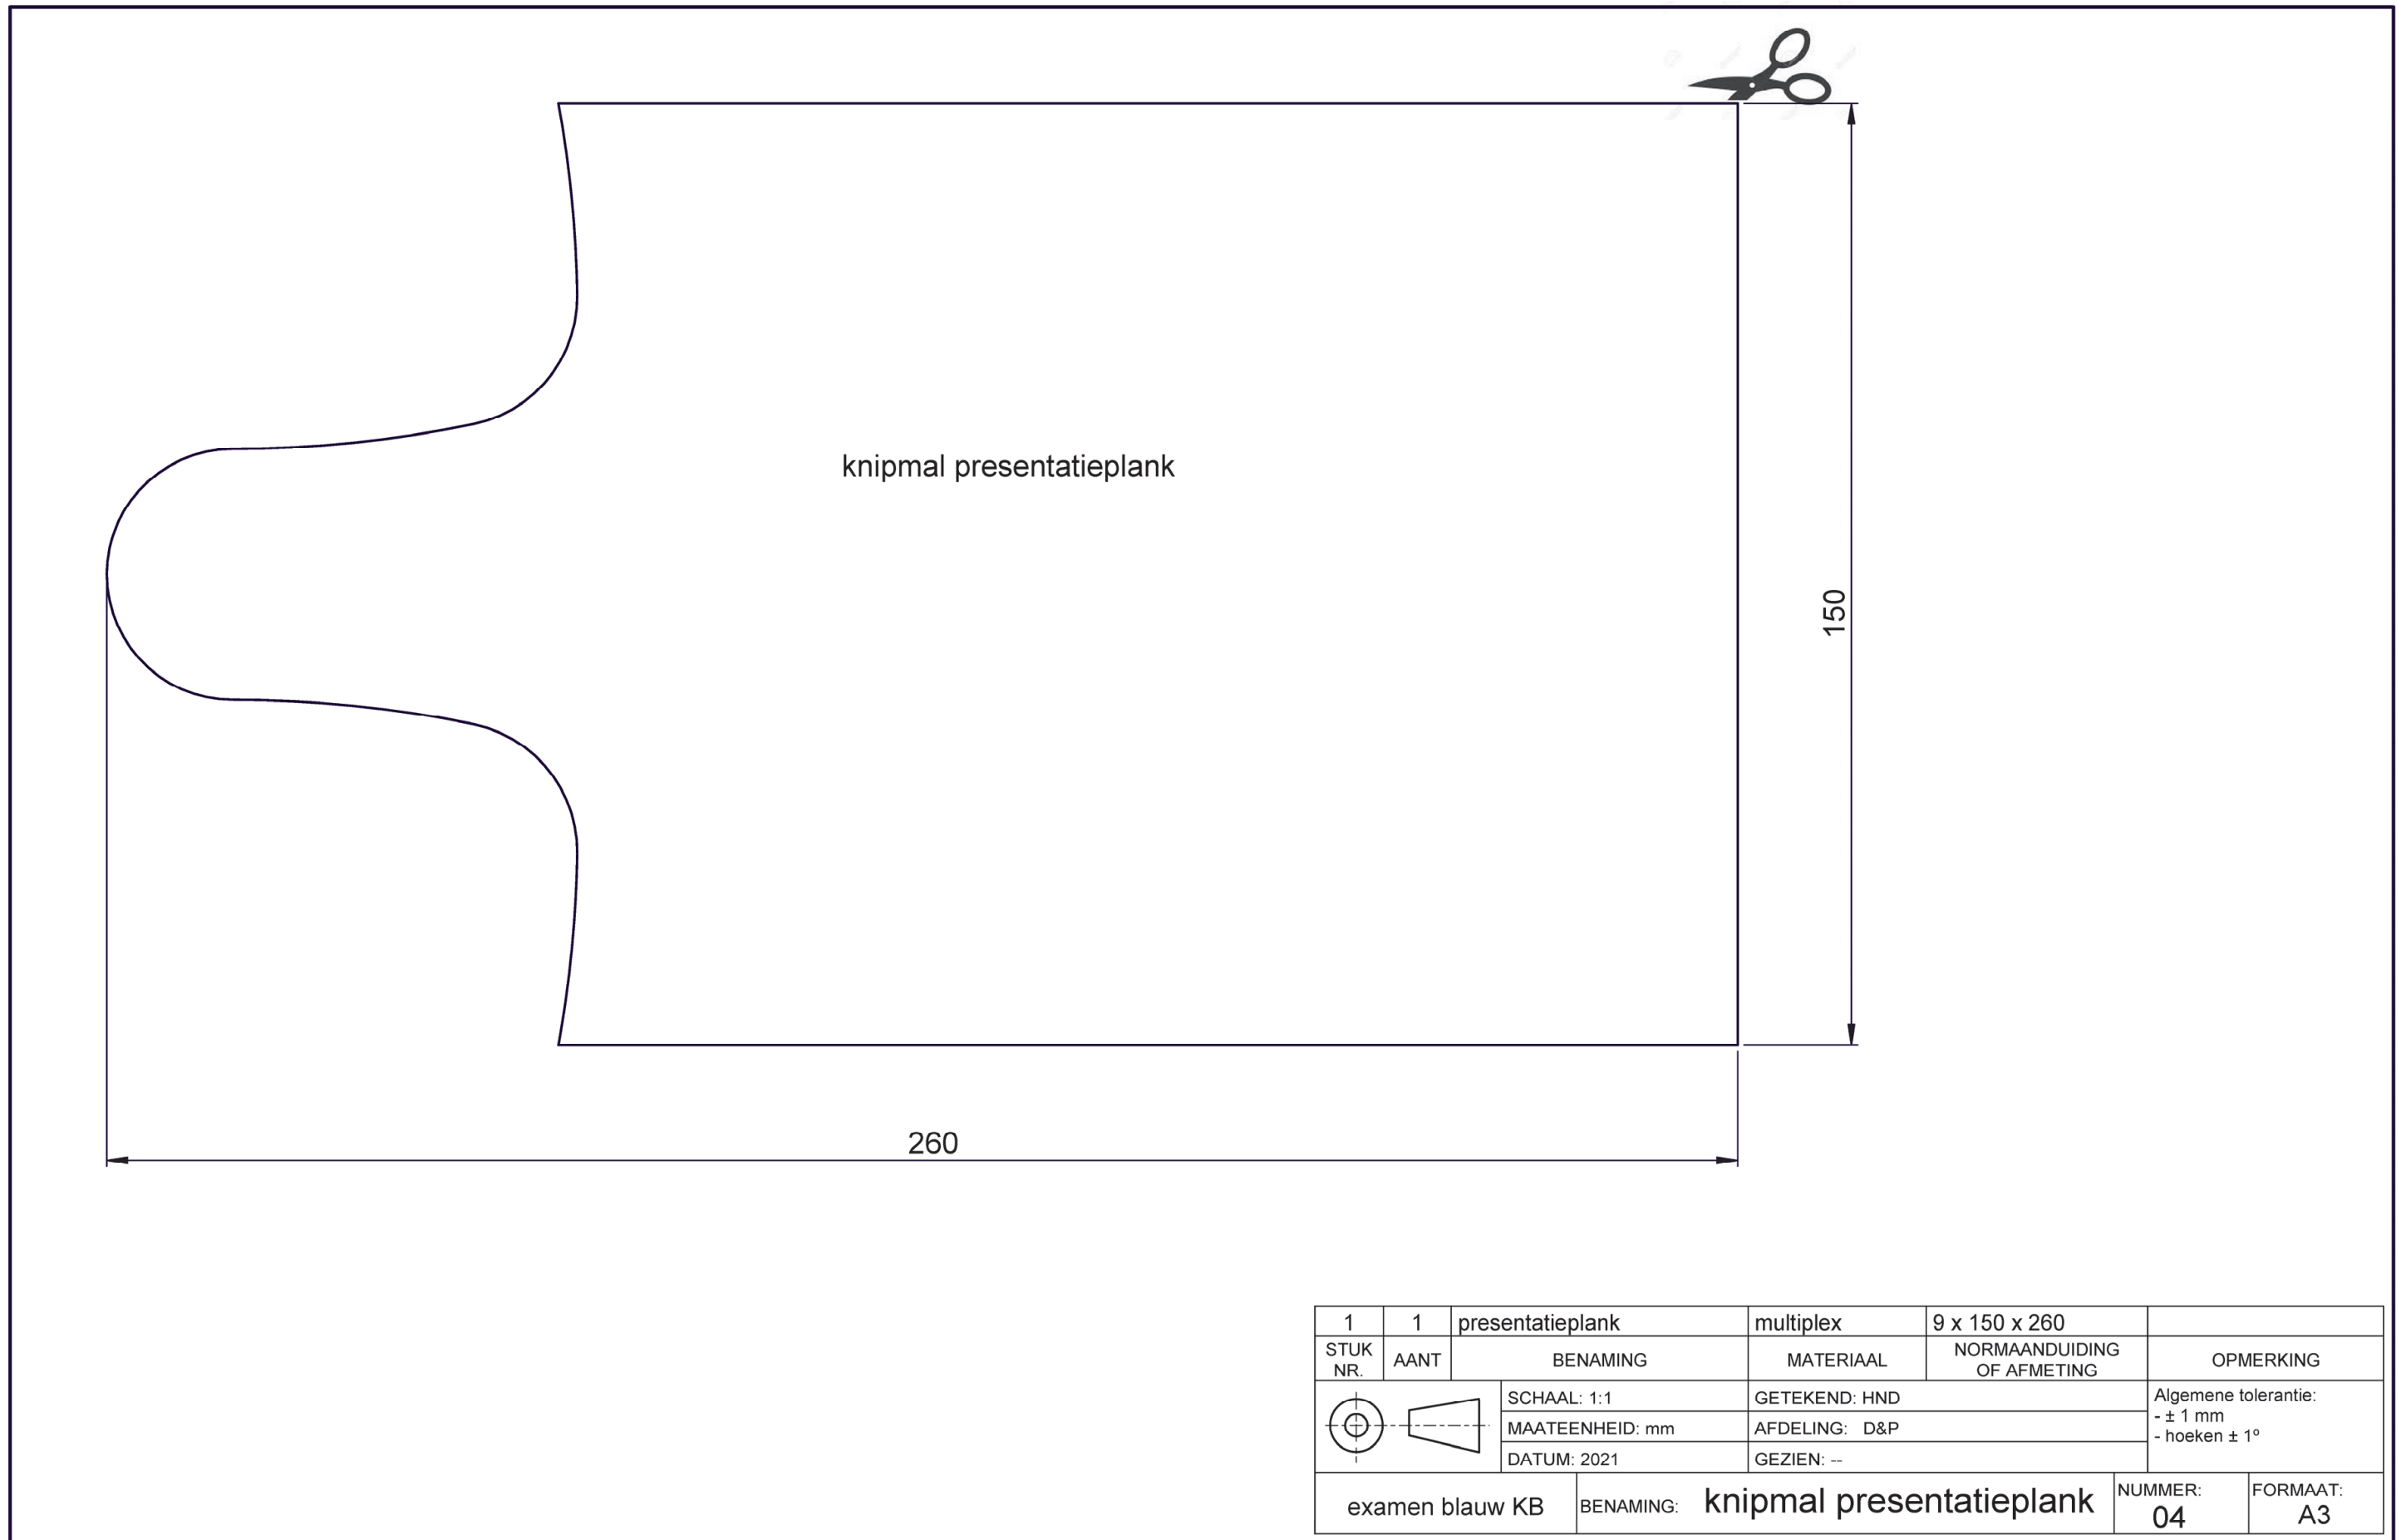 knipmal presentatieplank
150
260
1 1 presentatieplank multiplex 9 x 150 x 260
STUK NR. AANT BENAMING MATERIAAL NORMAANDUIDING OF AFMETING OPMERKING
SCHAAL: 1:1 GETEKEND: HND Algemene tolerantie:
- ± 1 mm
- hoeken ± 1º
MAATEENHEID: mm AFDELING: D&P
DATUM: 2021 GEZIEN: --
examen blauw KB BENAMING: knipmal presentatieplank NUMMER: 04 FORMAAT: A3